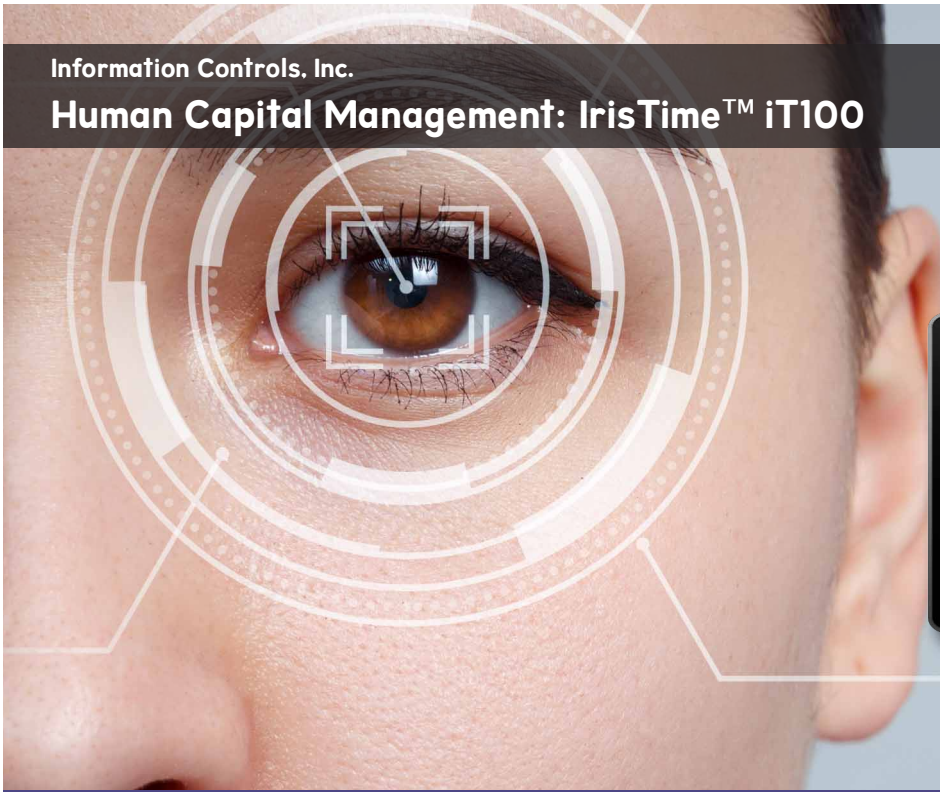 Information Controls, Inc.
Human Capital Management: IrisTime™ iT100